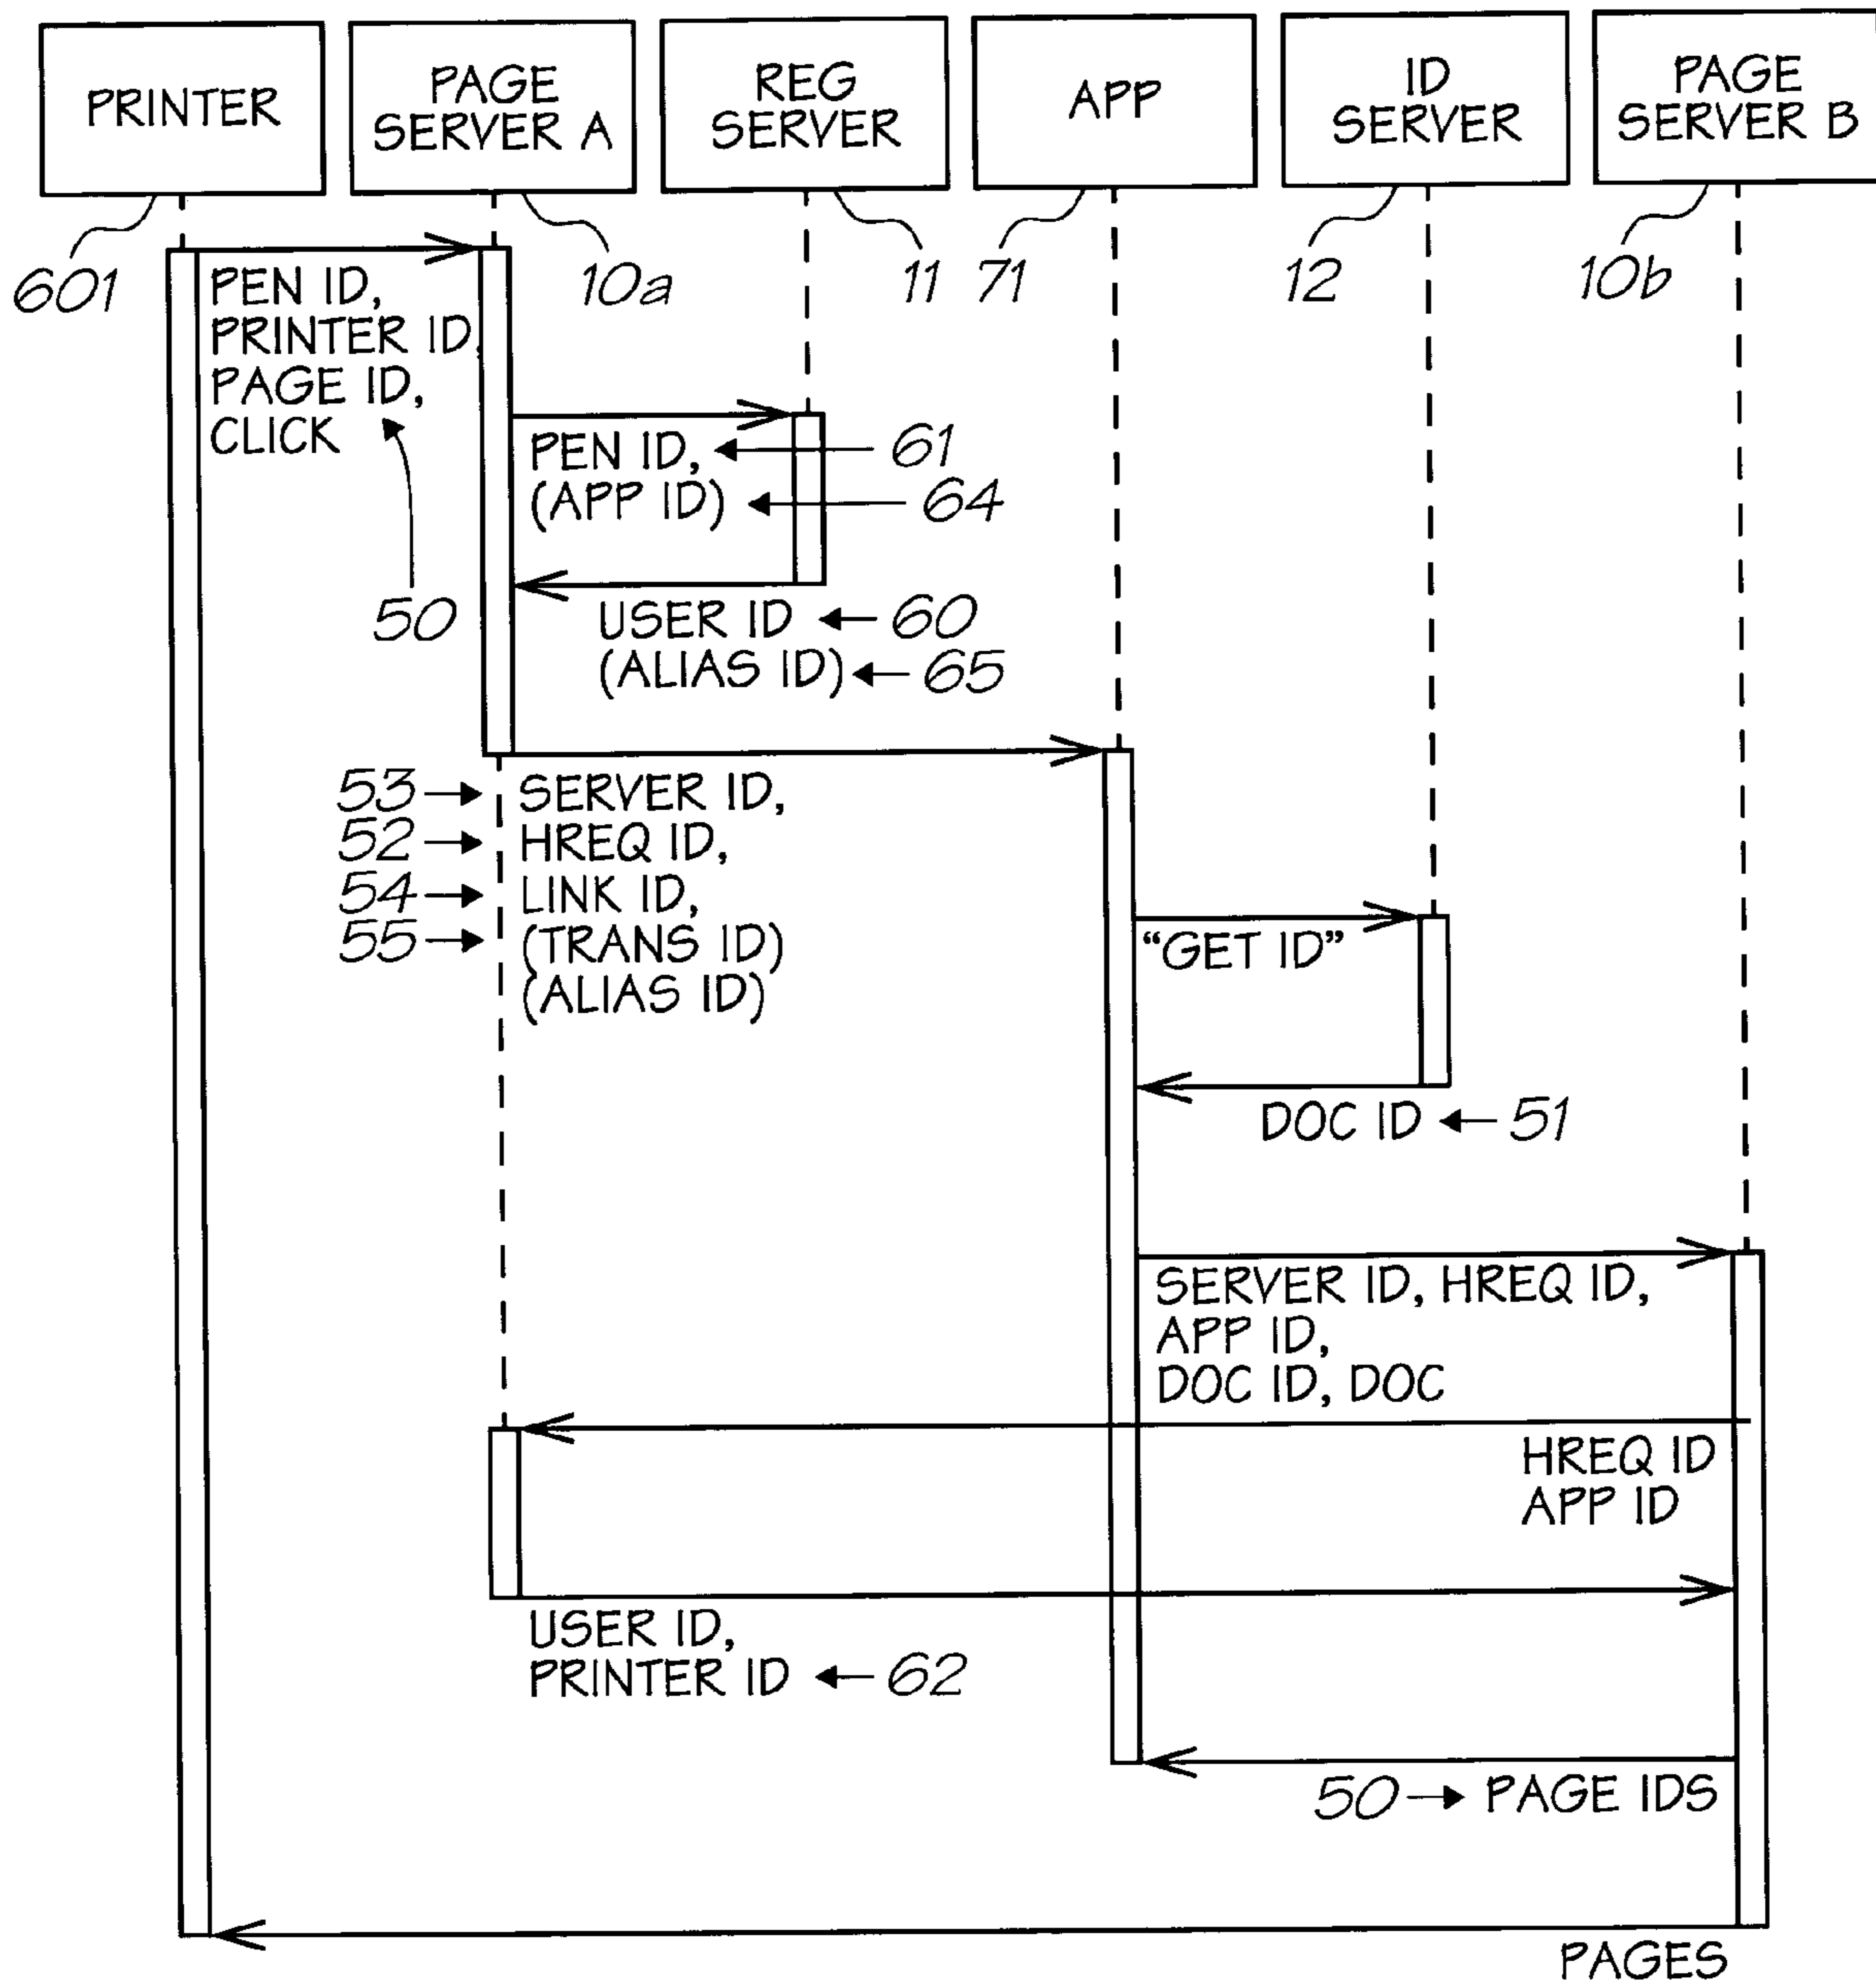 PRINTER
PAGE
SERVER A
REG
SERVER
APP
ID
SERVER
PAGE
SERVER B
601
10a
11
71
12
10b
PEN ID,
PRINTER ID,
PAGE ID,
CLICK
50
PEN ID,
61
(APP ID)
64
USER ID
60
(ALIAS ID)
65
53
SERVER ID,
52
HREQ ID,
54
LINK ID,
55
(TRANS ID)
(ALIAS ID)
“GET ID”
DOC ID
51
SERVER ID, HREQ ID,
APP ID,
DOC ID, DOC
HREQ ID
APP ID
USER ID,
PRINTER ID
62
50
PAGE IDS
PAGES